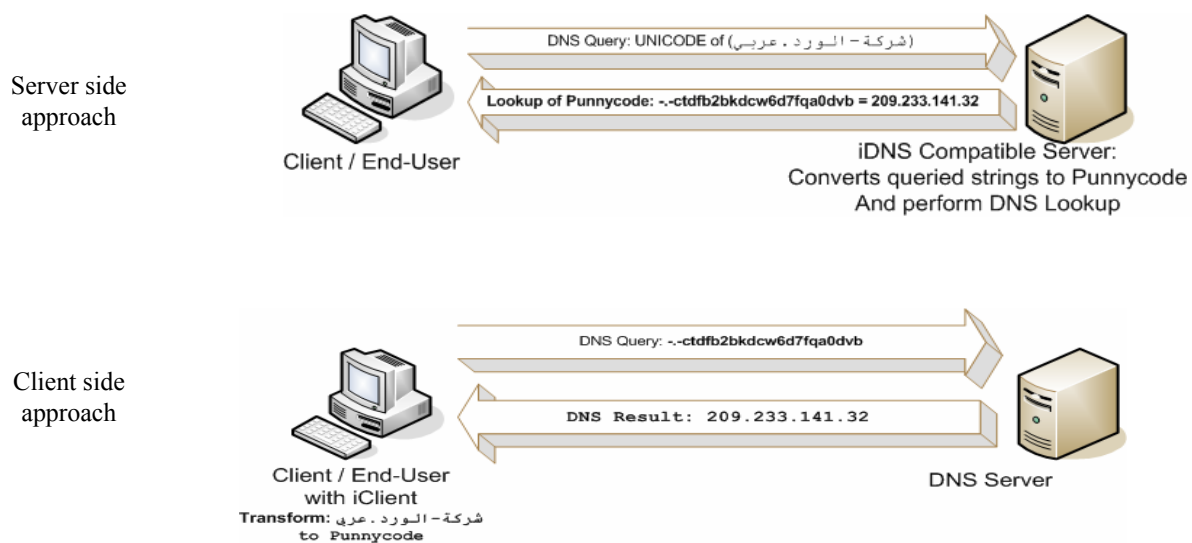 Server side
approach
DNS Query: UNICODE of (شركة-الورد.عربي)
Lookup of Punnycode: -.-ctdfb2bkdcw6d7fqa0dvb = 209.233.141.32
Client / End-User
iDNS Compatible Server:
Converts queried strings to Punnycode
And perform DNS Lookup
Client side
approach
DNS Query: -.-ctdfb2bkdcw6d7fqa0dvb
DNS Result: 209.233.141.32
Client / End-User
with iClient
Transform: شركة-الورد.عربي
to Punnycode
DNS Server